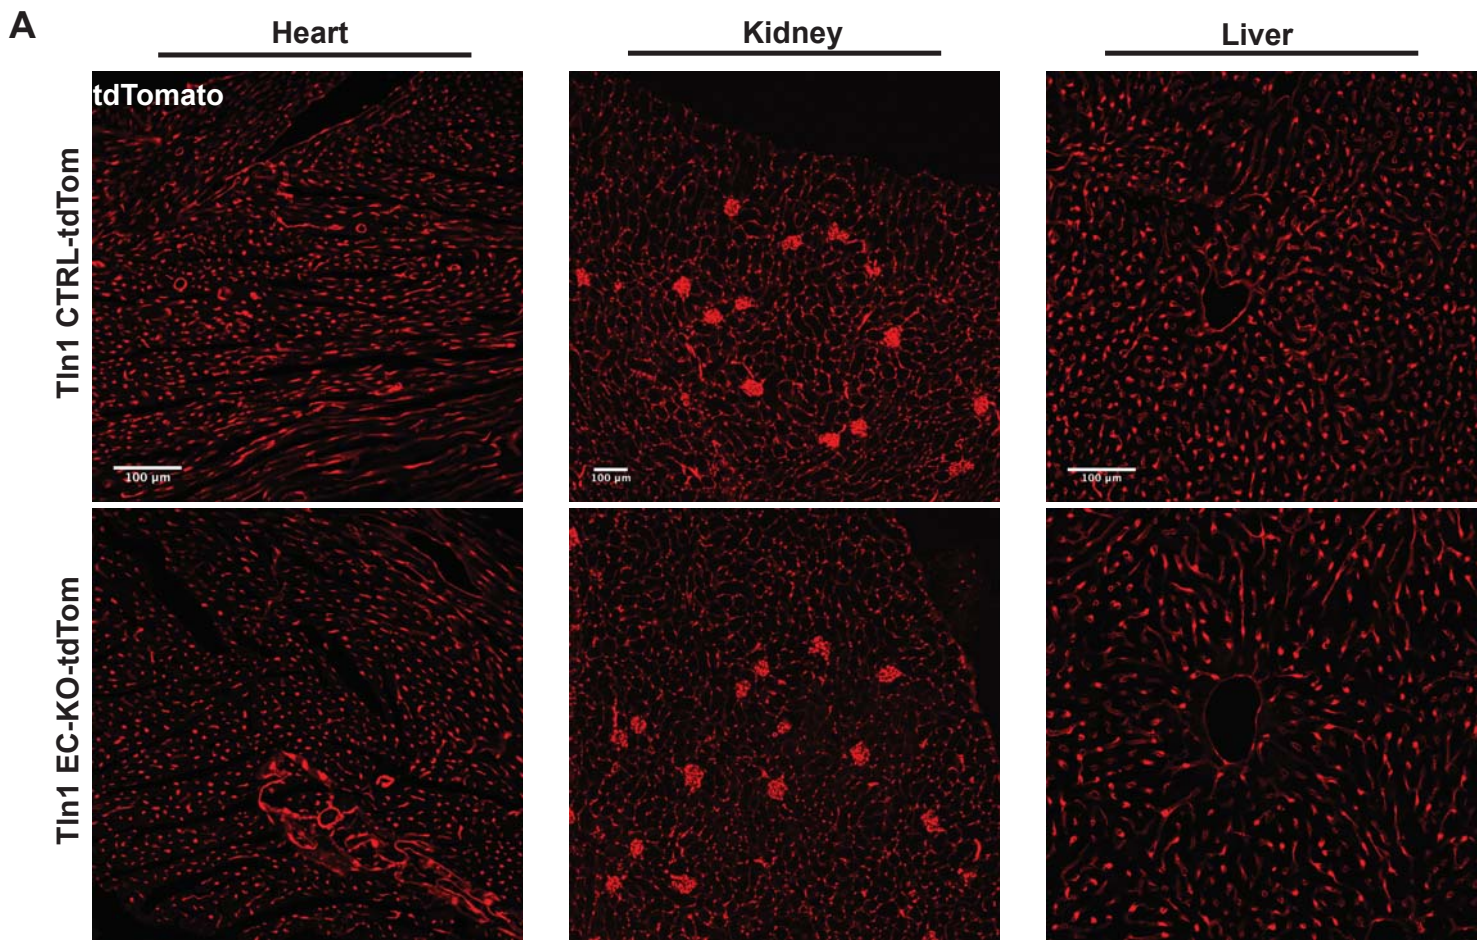 A
Heart
Kidney
Liver
tdTomato
Tln1 CTRL-tdTom
100 μm
100 μm
100 μm
Tln1 EC-KO-tdTom